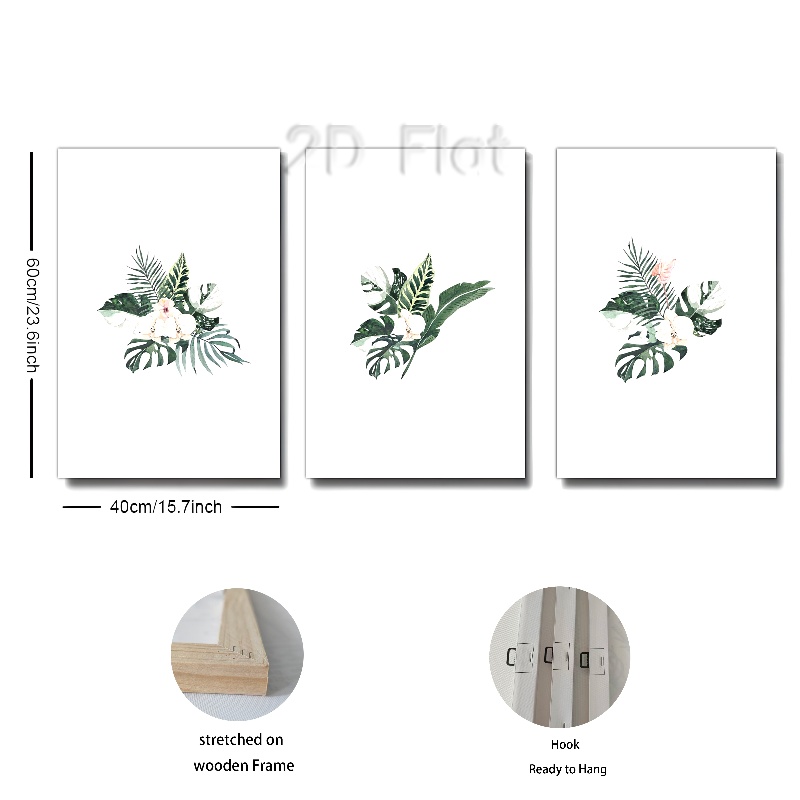 2D Flat
60cm/23.6inch
40cm/15.7inch
stretched on
wooden Frame
Hook
Ready to Hang